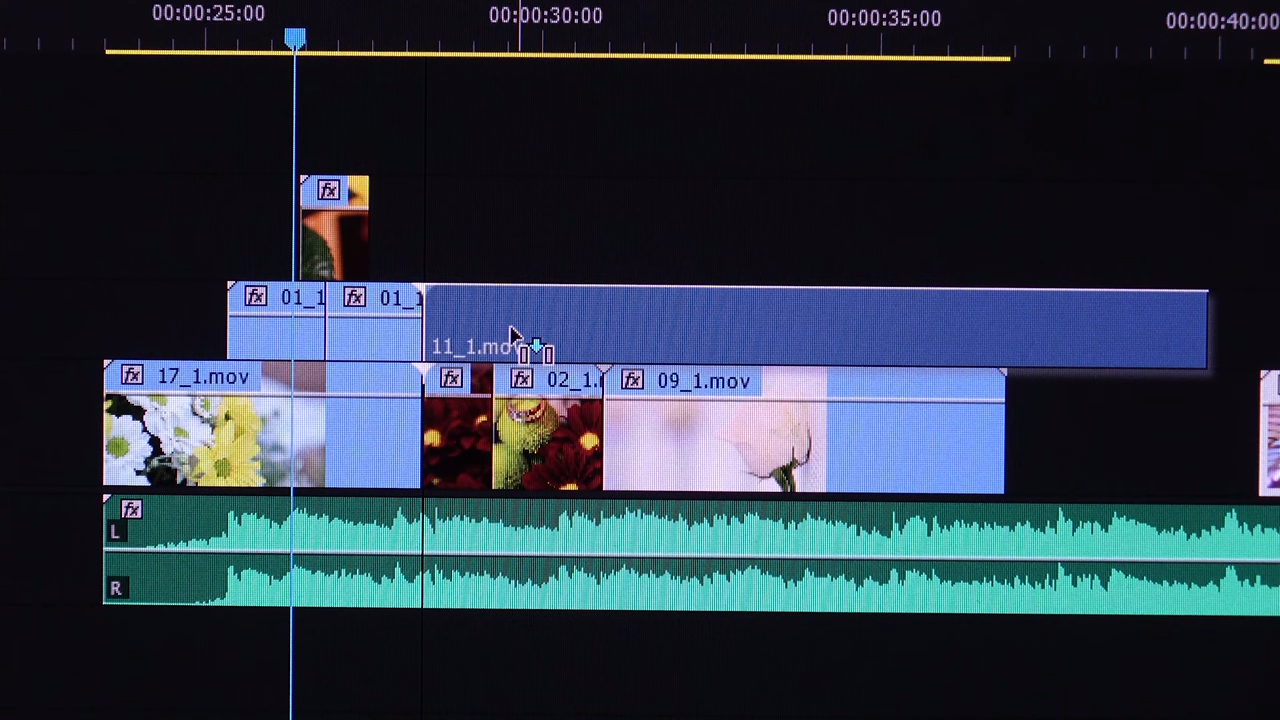 00:00:25:00 00:00:30:00 00:00:35:00 00:00:40:00
fx
fx 01_1 fx 01_1
11_1.mov
fx 17_1.mov fx fx 02_1. fx 09_1.mov
fx
L
R